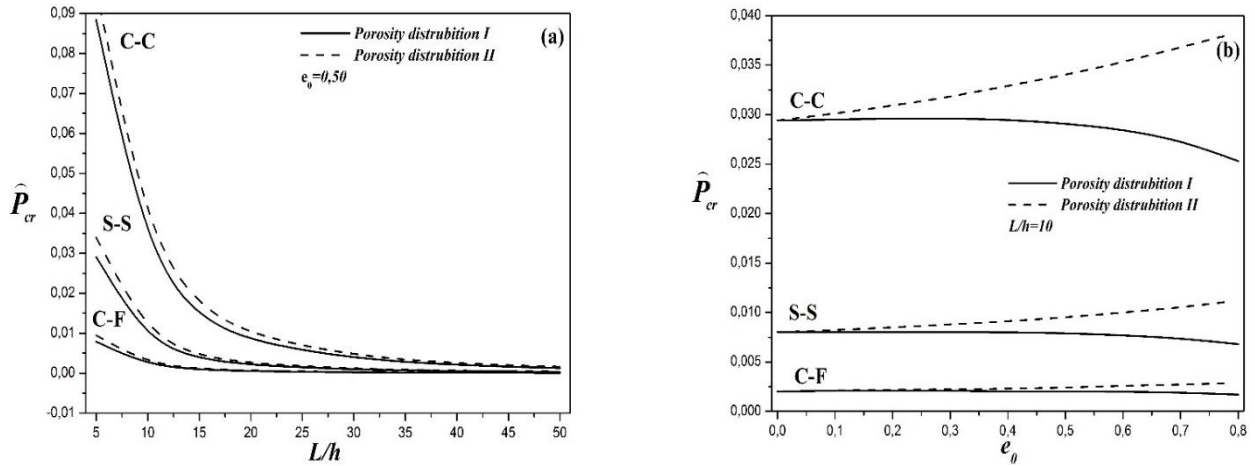 0,09
0,08
0,07
0,06
0,05
0,04
0,03
0,02
0,01
0,00
-0,01
P̂cr
C-C
S-S
C-F
Porosity distrubition I
Porosity distrubition II
e0=0,50
(a)
5 10 15 20 25 30 35 40 45 50
L/h
0,040
0,035
0,030
0,025
0,020
0,015
0,010
0,005
0,000
P̂cr
C-C
S-S
C-F
(b)
Porosity distrubition I
Porosity distrubition II
L/h=10
0,0 0,1 0,2 0,3 0,4 0,5 0,6 0,7 0,8
e0